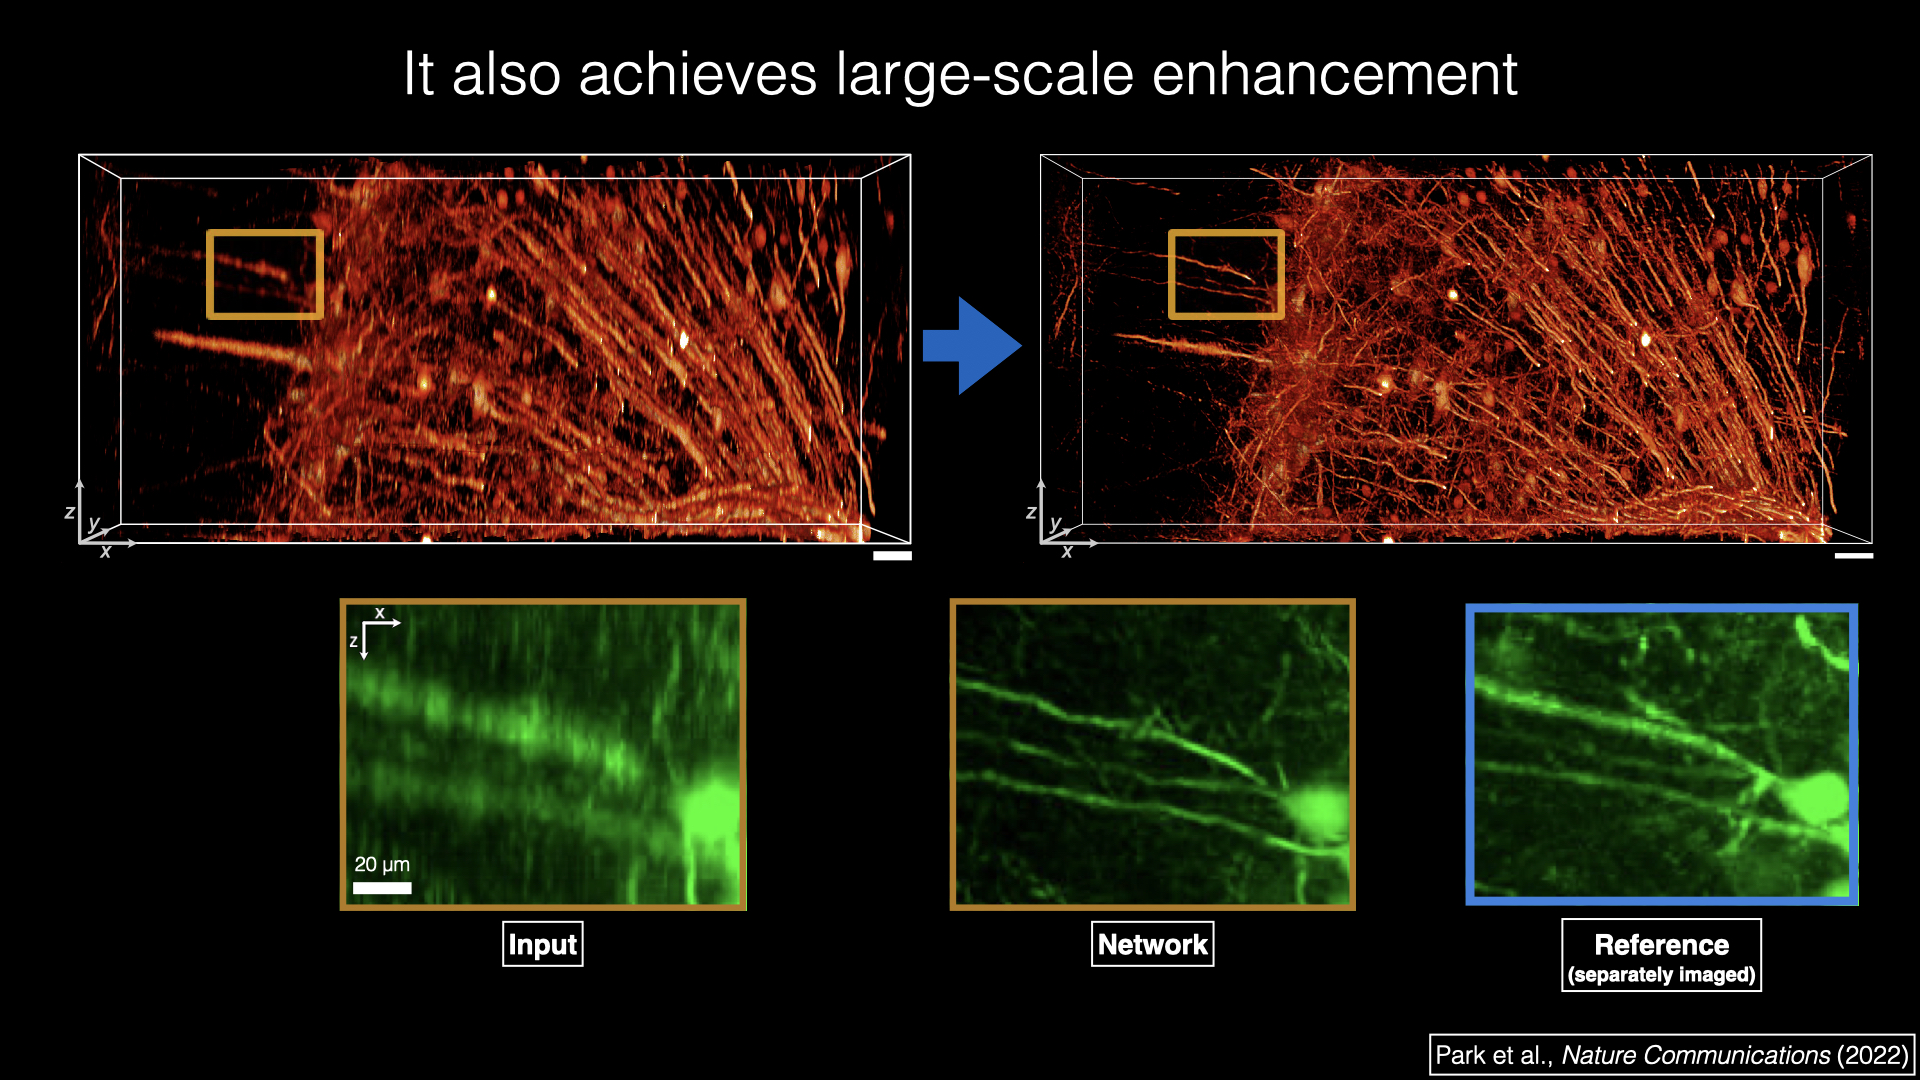 It also achieves large-scale enhancement
z
y
x
z
y
x
x
z
20 µm
Input
Network
Reference
(separately imaged)
Park et al., Nature Communications (2022)